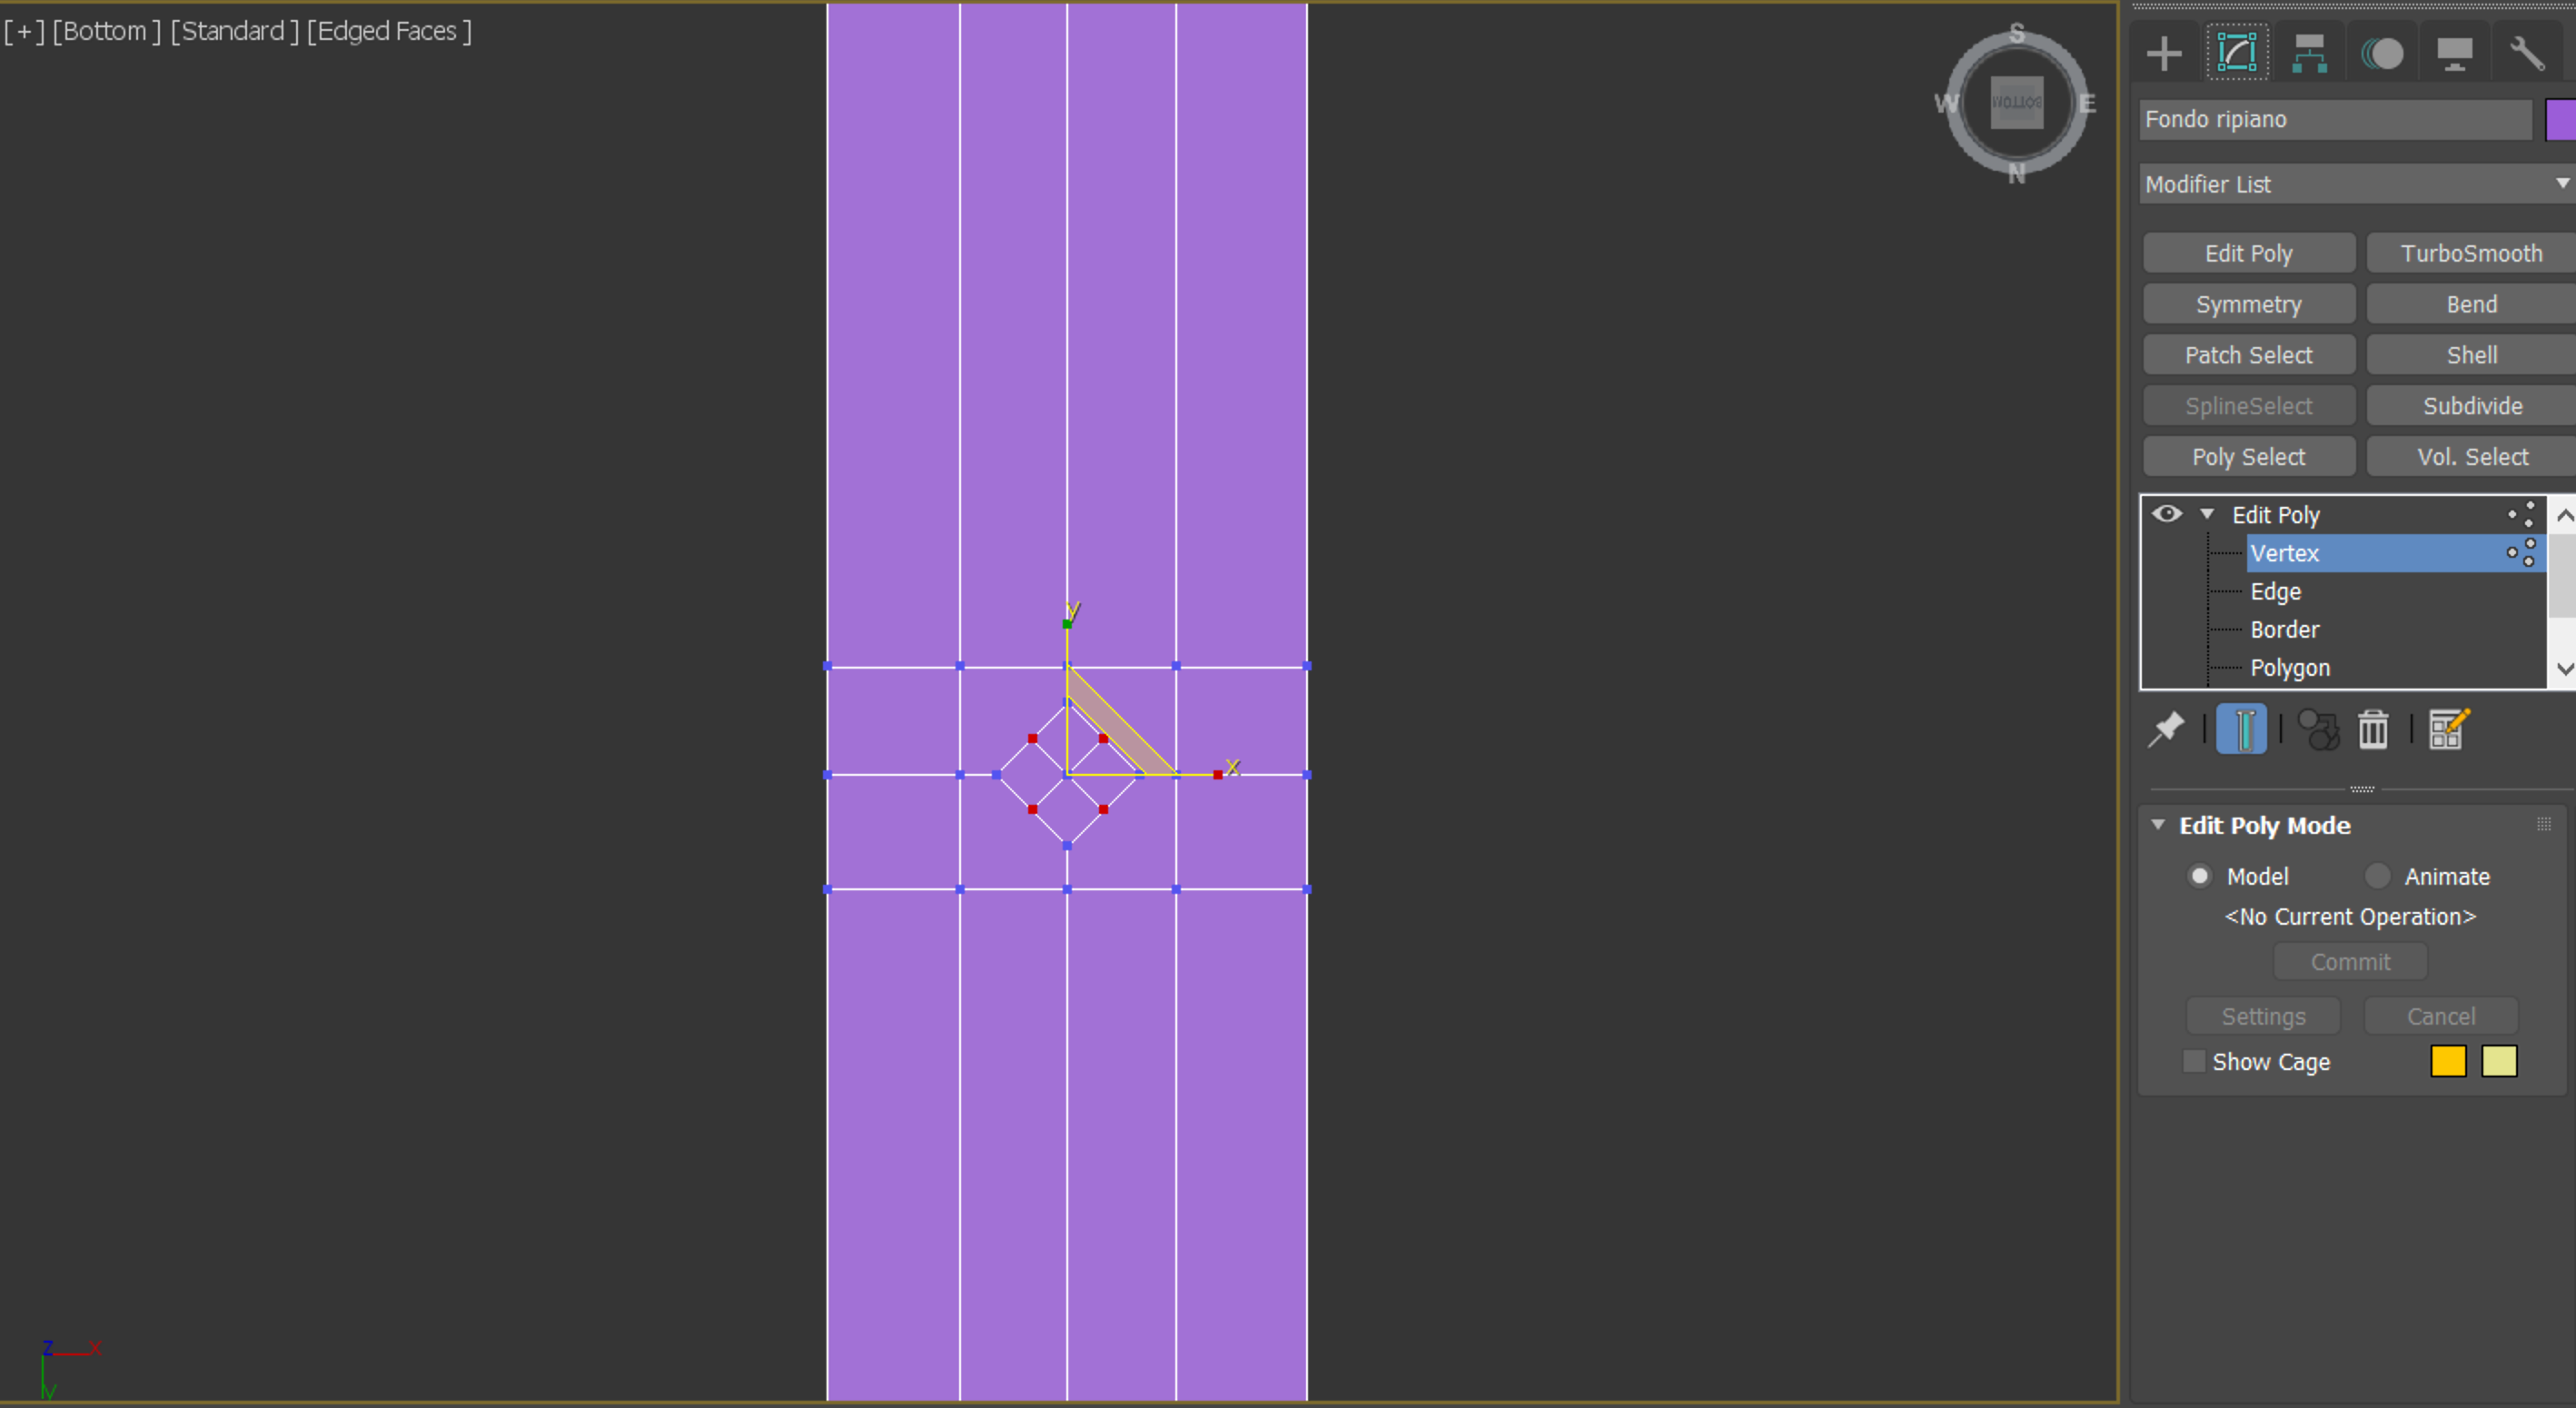 [+] [Bottom ] [Standard ] [Edged Faces ]
S
W
BOTTOM
E
N
y
x
z
x
y
Fondo ripiano
Modifier List
Edit Poly
TurboSmooth
Symmetry
Bend
Patch Select
Shell
SplineSelect
Subdivide
Poly Select
Vol. Select
Edit Poly
Vertex
Edge
Border
Polygon
Edit Poly Mode
Model
Animate
<No Current Operation>
Commit
Settings
Cancel
Show Cage